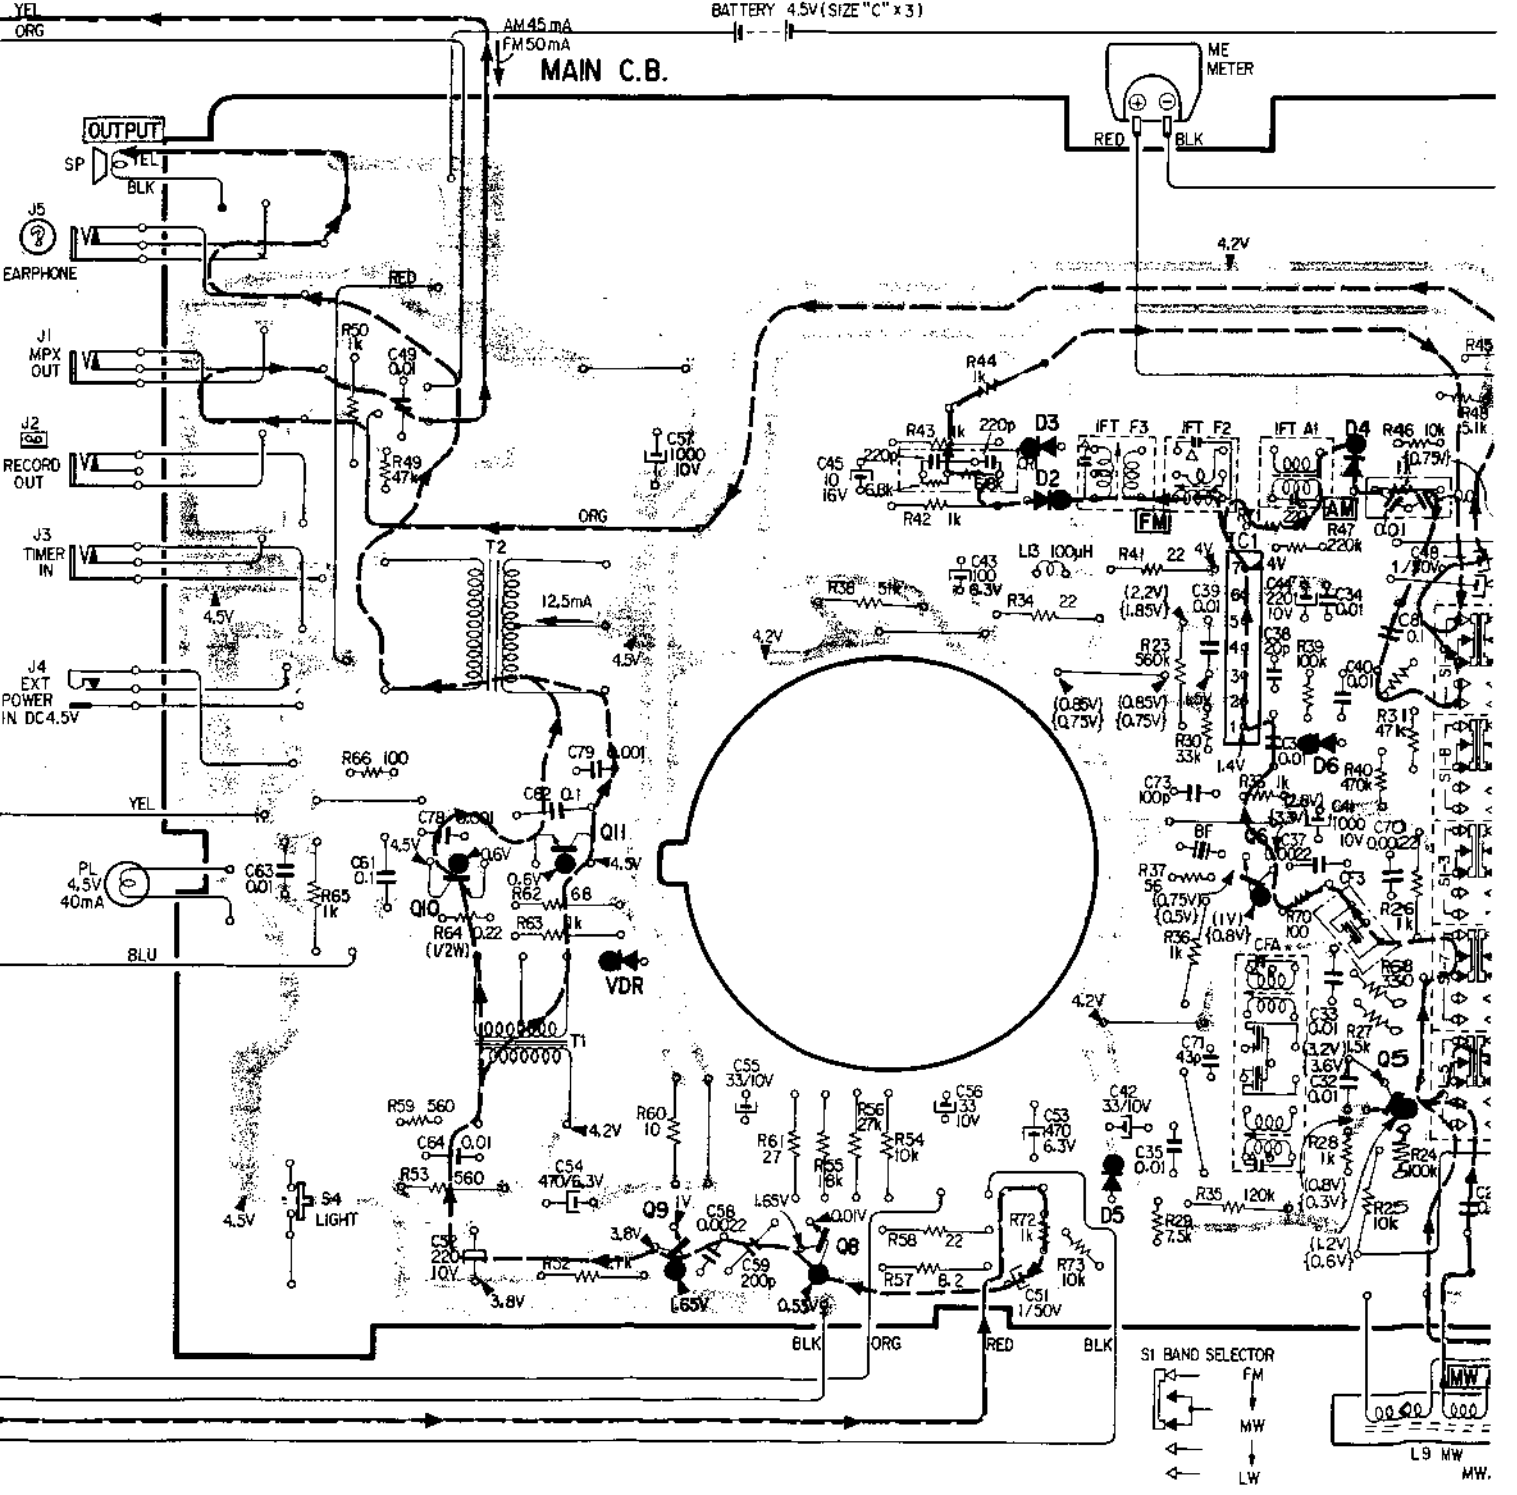 YEL
ORG
BATTERY 4.5V (SIZE "C" x 3)
AM 45 mA
FM 50 mA
MAIN C.B.
ME
METER
RED
BLK
OUTPUT
SP
YEL
BLK
J5
EARPHONE
4.2V
RED
J1
MPX
OUT
R50
1k
C49
0.01
R44
1k
R45
J2
RECORD
OUT
R49
47k
C57
1000
10V
C45
10
16V
R43
1k
220p
220p
6.8k
6.8k
D3
D2
R42 1k
IFT F3
IFT F2
IFT A1
D4
R46 10k
(0.75V)
5.1k
FM
AM
0.01
R47
220k
ORG
J3
TIMER
IN
4.5V
T2
12.5mA
4.5V
C43
100
6.3V
L13 100μH
R41 22
4V
IC1
4V
7
6
5
4
3
2
1
C48
R38 51k
R34 22
(2.2V)
(1.85V)
C39
0.01
C44
220
10V
C34
0.01
C8
0.1
4.2V
R23
560k
C38
20p
R39
100k
C40
0.01
J4
EXT
POWER
IN DC4.5V
(0.85V)
{0.75V}
(0.85V)
{0.75V}
1.5V
R30
33k
R31
47k
1.4V
D6
R40
470k
R66 100
C79 0.001
YEL
C78 0.001
C62 0.1
Q11
C73
100p
1k
C41
1000
10V
BF
Q6
C37
0.0022
C70
0.0022
PL
4.5V
40mA
C63
0.01
R65
1k
C61
0.1
4.5V
0.6V
0.6V
4.5V
Q10
R62 68
R63 1k
R64 0.22
(1/2W)
R37
56
(0.75V)
{0.5V}
(1V)
{0.8V}
R70
100
R26
1k
R36
1k
CFA
R68
330
BLU
VDR
4.2V
T1
C71
43p
C33
0.01
R27
1.5k
(3.2V)
3.6V}
Q5
C32
0.01
R59 560
C64 0.01
4.2V
R60
10
C55
33/10V
R61
27
R55
18k
R56
27k
R54
10k
C56
33
10V
C53
470
6.3V
C42
33/10V
C35
0.01
R28
1k
R24
100k
R53 560
C54
470/6.3V
S4
LIGHT
4.5V
Q9
1V
C58
0.0022
1.65V
0.01V
Q8
3.8V
C52
220
10V
R52
C59
200p
R58 22
R57 8.2
R72
1k
R73
10k
D5
R35 120k
R29
7.5k
(0.8V)
{0.3V}
R25
10k
(1.2V)
{0.6V}
3.8V
1.65V
0.55V
C51
1/50V
BLK
ORG
RED
BLK
S1 BAND SELECTOR
FM
MW
LW
MW
L9 MW
MW.